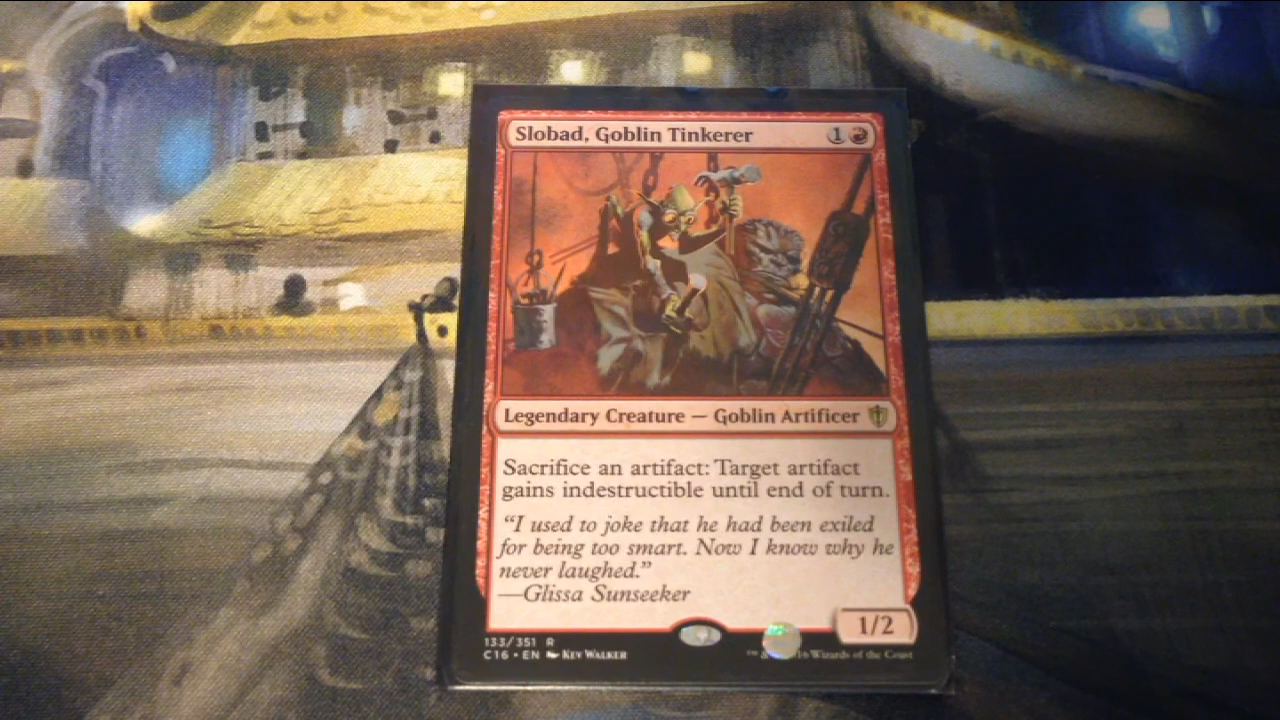 Slobad, Goblin Tinkerer 1
Legendary Creature — Goblin Artificer
Sacrifice an artifact: Target artifact
gains indestructible until end of turn.
“I used to joke that he had been exiled
for being too smart. Now I know why he
never laughed.”
—Glissa Sunseeker
1/2
133/351 R
C16 • EN Kev Walker
™ & 16 Wizards of the Coast